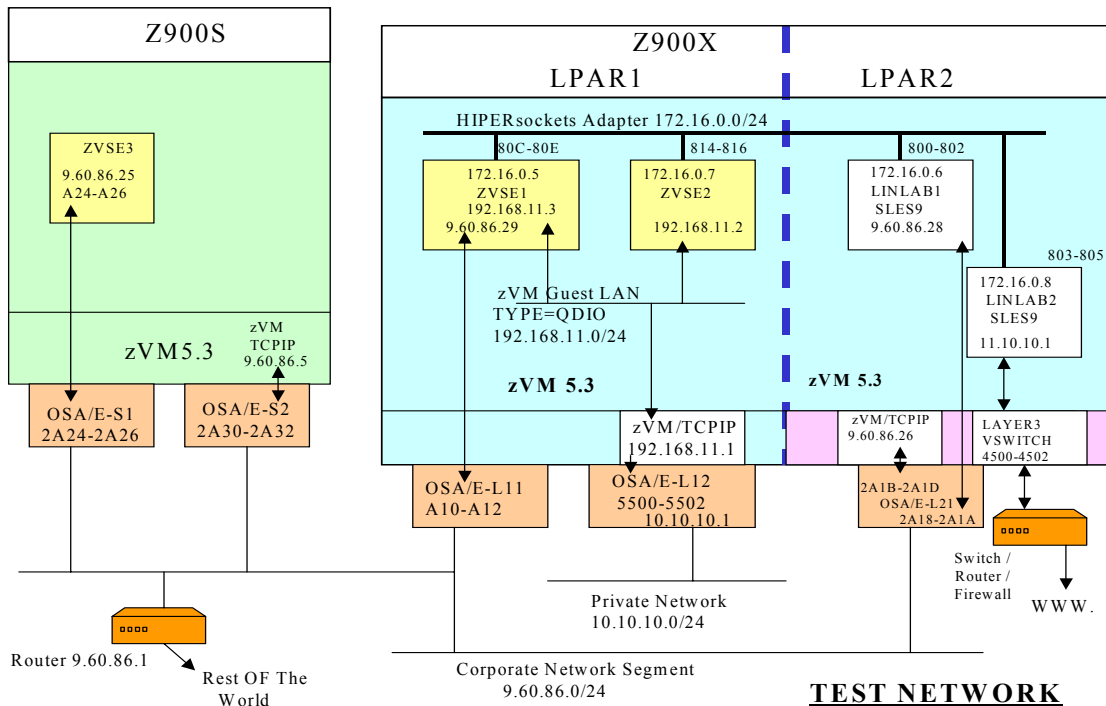 Z900S
ZVSE3
9.60.86.25
A24-A26
zVM
TCPIP
9.60.86.5
zVM5.3
OSA/E-S1
2A24-2A26
OSA/E-S2
2A30-2A32
Router 9.60.86.1
Rest OF The
World
Z900X
LPAR1
LPAR2
HIPERsockets Adapter 172.16.0.0/24
80C-80E
814-816
800-802
803-805
172.16.0.5
ZVSE1
192.168.11.3
9.60.86.29
172.16.0.7
ZVSE2
192.168.11.2
172.16.0.6
LINLAB1
SLES9
9.60.86.28
172.16.0.8
LINLAB2
SLES9
11.10.10.1
zVM Guest LAN
TYPE=QDIO
192.168.11.0/24
zVM 5.3
zVM 5.3
zVM/TCPIP
192.168.11.1
zVM/TCPIP
9.60.86.26
LAYER3
VSWITCH
4500-4502
OSA/E-L11
A10-A12
OSA/E-L12
5500-5502
10.10.10.1
2A1B-2A1D
OSA/E-L21
2A18-2A1A
Switch /
Router /
Firewall
WWW.
Private Network
10.10.10.0/24
Corporate Network Segment
9.60.86.0/24
TEST NETWORK